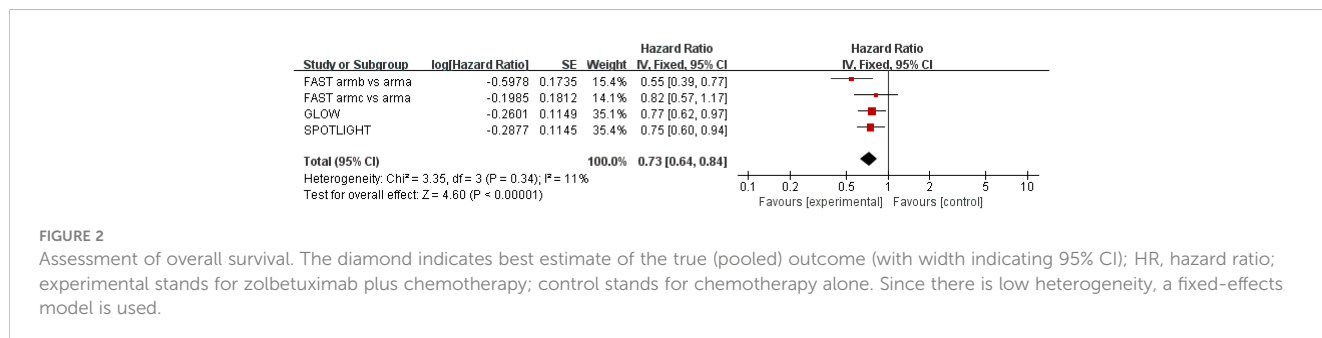 Hazard Ratio Hazard Ratio
Study or Subgroup log[Hazard Ratio] SE Weight IV, Fixed, 95% CI IV, Fixed, 95% CI
FAST armb vs arma -0.5978 0.1735 15.4% 0.55 [0.39, 0.77]
FAST armc vs arma -0.1985 0.1812 14.1% 0.82 [0.57, 1.17]
GLOW -0.2601 0.1149 35.1% 0.77 [0.62, 0.97]
SPOTLIGHT -0.2877 0.1145 35.4% 0.75 [0.60, 0.94]
Total (95% CI) 100.0% 0.73 [0.64, 0.84]
Heterogeneity: Chi² = 3.35, df = 3 (P = 0.34); I² = 11%
Test for overall effect: Z = 4.60 (P < 0.00001)
0.1 0.2 0.5 1 2 5 10
Favours [experimental] Favours [control]
FIGURE 2
Assessment of overall survival. The diamond indicates best estimate of the true (pooled) outcome (with width indicating 95% CI); HR, hazard ratio;
experimental stands for zolbetuximab plus chemotherapy; control stands for chemotherapy alone. Since there is low heterogeneity, a fixed-effects
model is used.